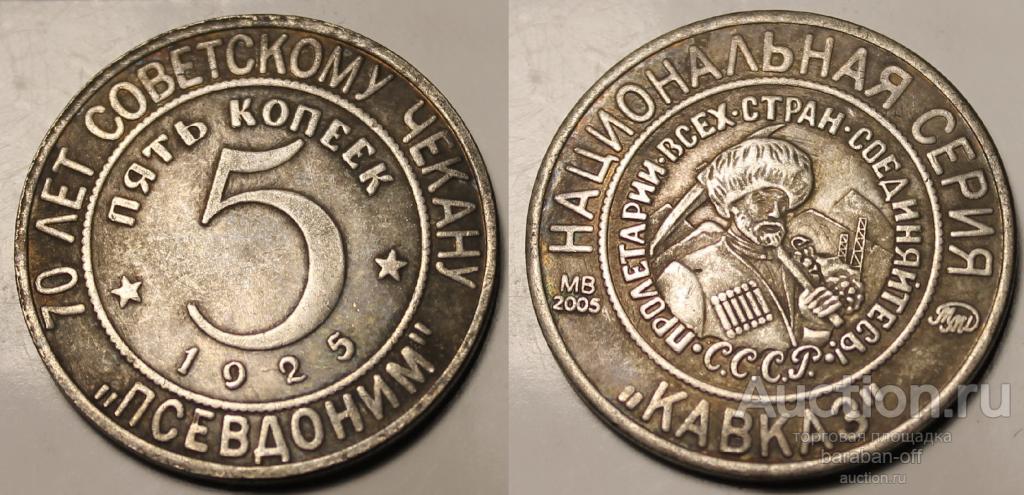 70 ЛЕТ СОВЕТСКОМУ ЧЕКАНУ
ПЯТЬ КОПЕЕК
5
1925
„ПСЕВДОНИМ"
НАЦИОНАЛЬНАЯ СЕРИЯ
ПРОЛЕТАРИИ·ВСЕХ·СТРАН·СОЕДИНЯЙТЕСЬ!
МВ
2005
С.С.С.Р.
„КАВКАЗ"
Auction.ru
торговая площадка
baraban-off
auction.ru